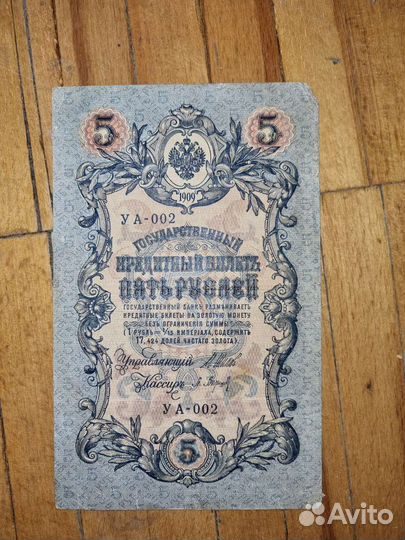 5 5
1909
УА-002
ГОСУДАРСТВЕННЫЙ
КРЕДИТНЫЙ БИЛЕТЪ
ПЯТЬ РУБЛЕЙ
ГОСУДАРСТВЕННЫЙ БАНКЪ РАЗМѢНИВАЕТЪ
КРЕДИТНЫЕ БИЛЕТЫ НА ЗОЛОТУЮ МОНЕТУ
БЕЗЪ ОГРАНИЧЕНІЯ СУММЫ
(1 РУБЛЬ = 1/15 ИМПЕРІАЛА, СОДЕРЖИТЪ
17,424 ДОЛЕЙ ЧИСТАГО ЗОЛОТА).
Управляющій
Кассиръ
УА-002
5
Avito